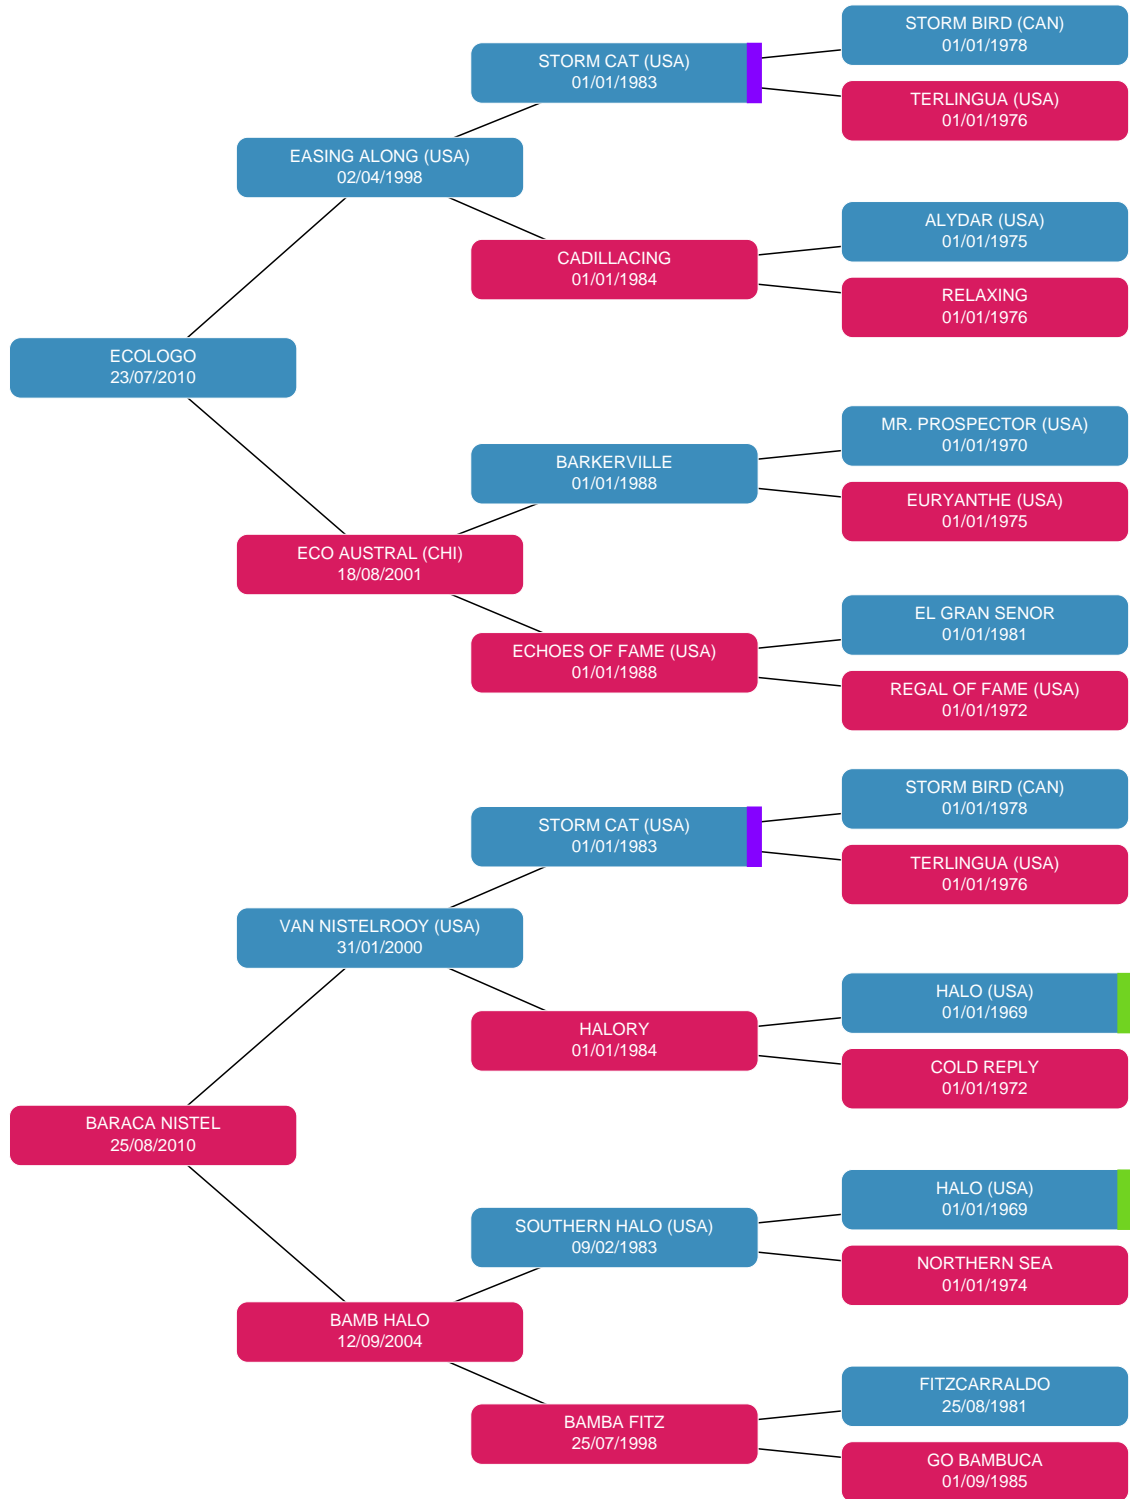 STORM BIRD (CAN)
01/01/1978
STORM CAT (USA)
01/01/1983
TERLINGUA (USA)
01/01/1976
EASING ALONG (USA)
02/04/1998
ALYDAR (USA)
01/01/1975
CADILLACING
01/01/1984
RELAXING
01/01/1976
ECOLOGO
23/07/2010
MR. PROSPECTOR (USA)
01/01/1970
BARKERVILLE
01/01/1988
EURYANTHE (USA)
01/01/1975
ECO AUSTRAL (CHI)
18/08/2001
EL GRAN SENOR
01/01/1981
ECHOES OF FAME (USA)
01/01/1988
REGAL OF FAME (USA)
01/01/1972
STORM BIRD (CAN)
01/01/1978
STORM CAT (USA)
01/01/1983
TERLINGUA (USA)
01/01/1976
VAN NISTELROOY (USA)
31/01/2000
HALO (USA)
01/01/1969
HALORY
01/01/1984
COLD REPLY
01/01/1972
BARACA NISTEL
25/08/2010
HALO (USA)
01/01/1969
SOUTHERN HALO (USA)
09/02/1983
NORTHERN SEA
01/01/1974
BAMB HALO
12/09/2004
FITZCARRALDO
25/08/1981
BAMBA FITZ
25/07/1998
GO BAMBUCA
01/09/1985